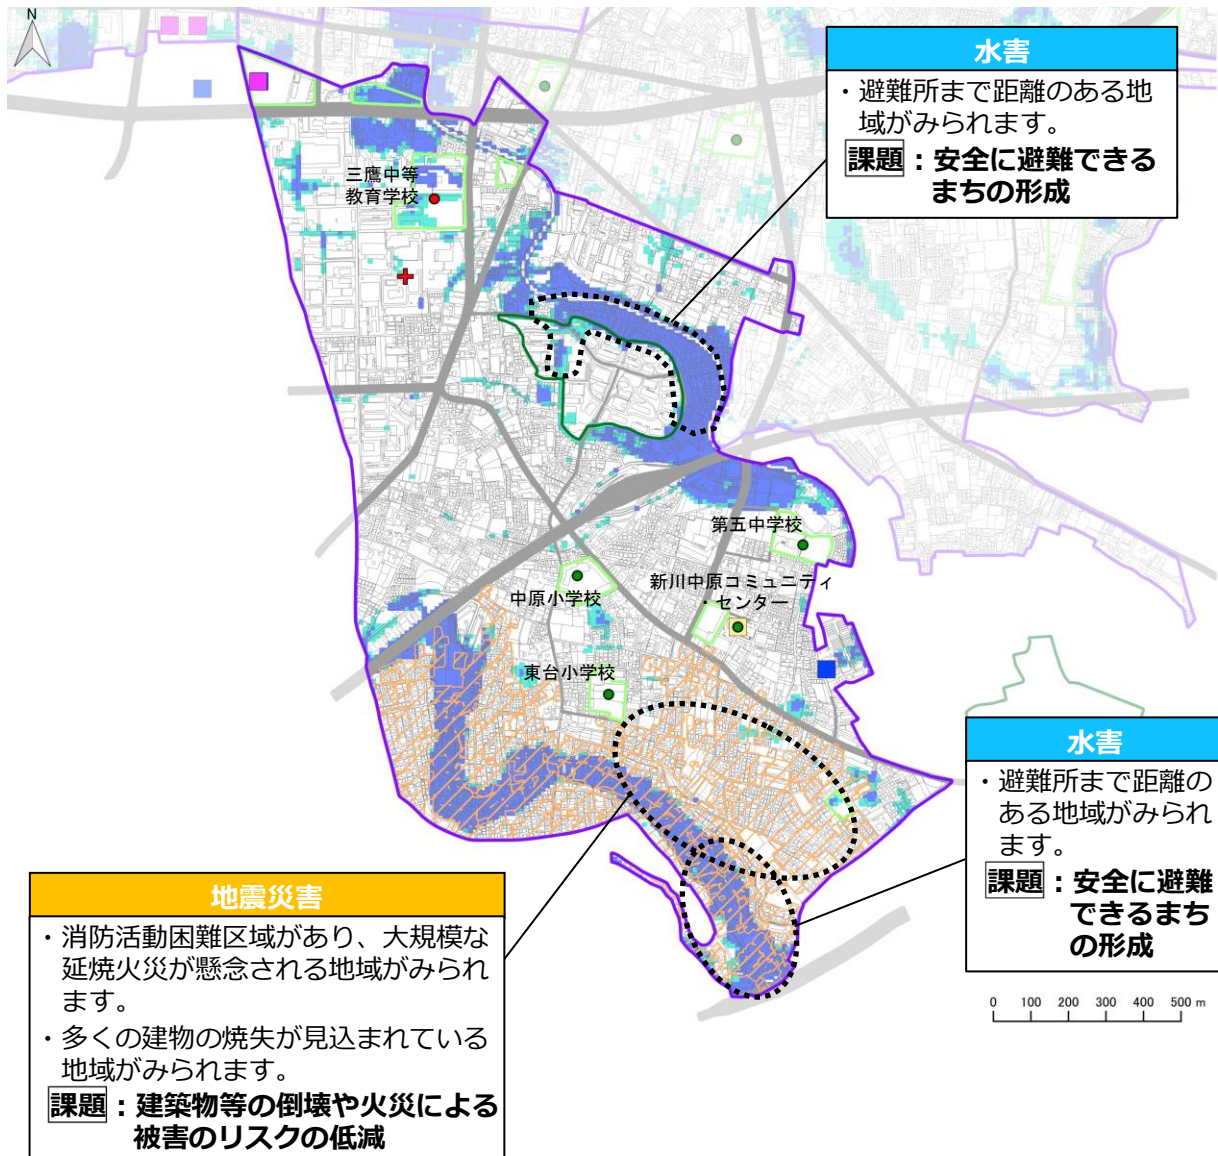 N
水害
・避難所まで距離のある地
域がみられます。
課題：安全に避難できる
まちの形成
三鷹中等
教育学校
第五中学校
新川中原コミュニティ
・センター
中原小学校
東台小学校
水害
・避難所まで距離の
ある地域がみられ
ます。
課題：安全に避難
できるまち
の形成
地震災害
・消防活動困難区域があり、大規模な
延焼火災が懸念される地域がみられ
ます。
・多くの建物の焼失が見込まれている
地域がみられます。
課題：建築物等の倒壊や火災による
被害のリスクの低減
0 100 200 300 400 500 m